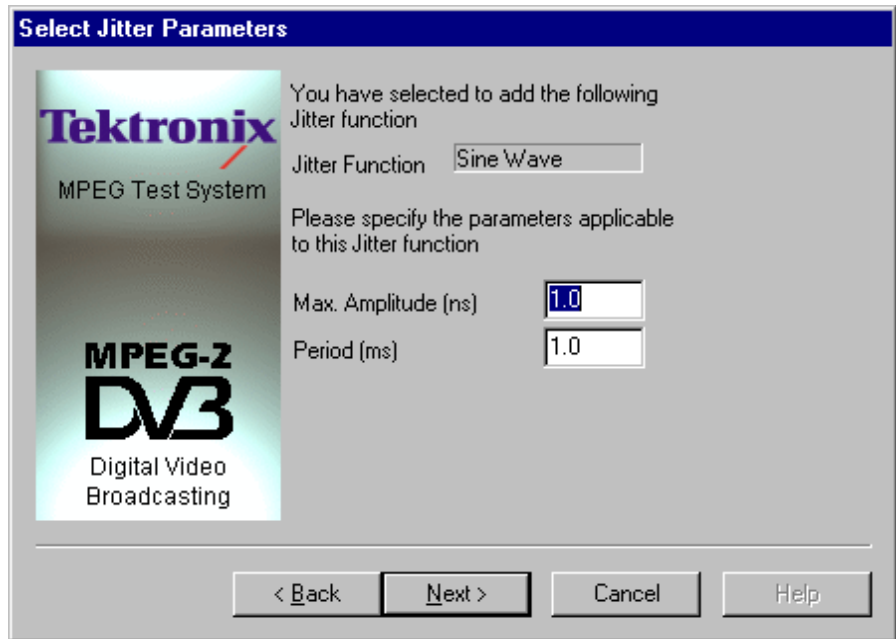 Select Jitter Parameters
Tektronix
MPEG Test System
MPEG-2
DVB
Digital Video
Broadcasting
You have selected to add the following
Jitter function
Jitter Function Sine Wave
Please specify the parameters applicable
to this Jitter function
Max. Amplitude (ns) 1.0
Period (ms) 1.0
< Back Next > Cancel Help